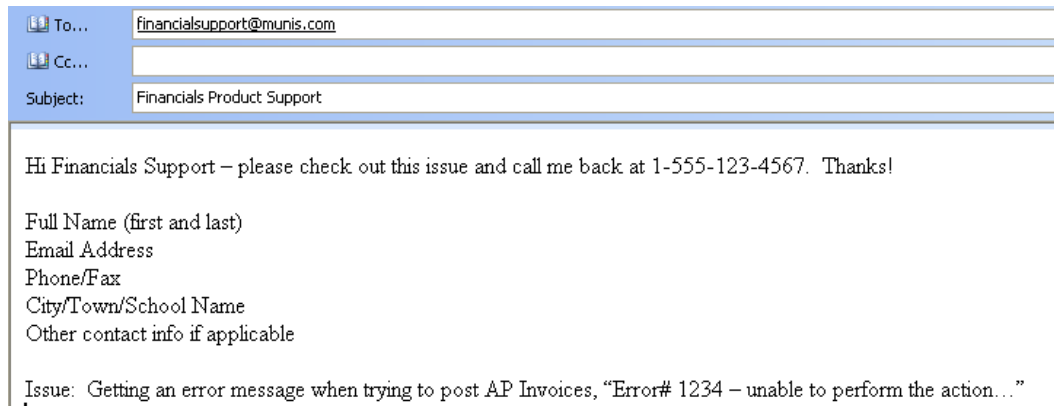 To... financialsupport@munis.com
Cc...
Subject: Financials Product Support
Hi Financials Support – please check out this issue and call me back at 1-555-123-4567.  Thanks!
Full Name (first and last)
Email Address
Phone/Fax
City/Town/School Name
Other contact info if applicable
Issue:  Getting an error message when trying to post AP Invoices, “Error# 1234 – unable to perform the action…”